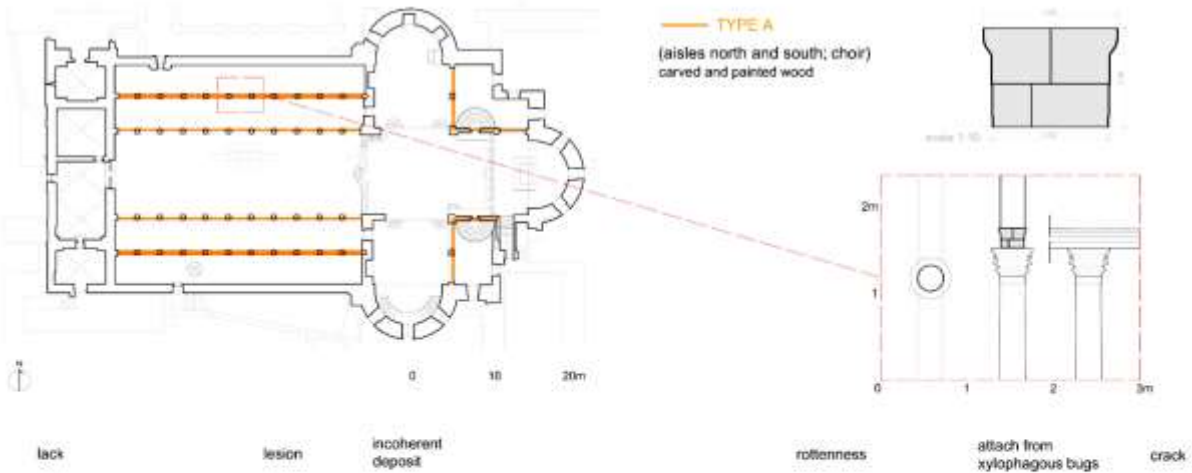 TYPE A
(aisles north and south; choir)
carved and painted wood
scale 1:10
2m
1
0 1 2 3m
N
0 10 20m
lack lesion incoherent deposit rottenness attach from xylophagous bugs crack